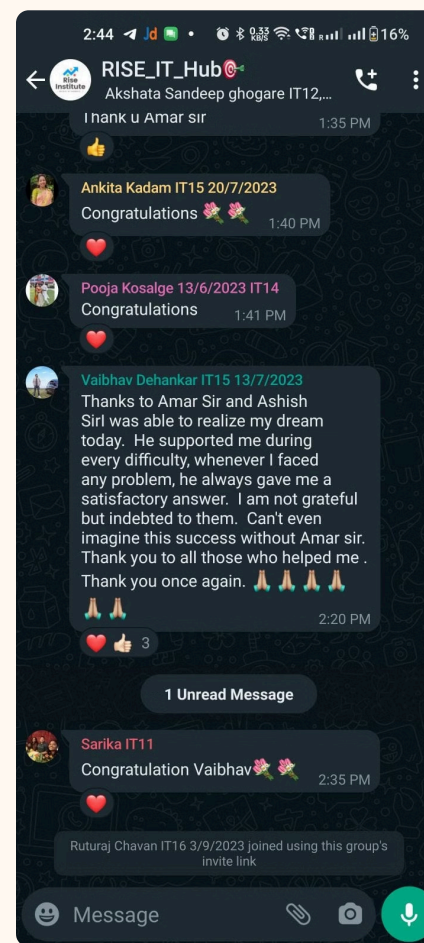 2:44 Jd 0.33 KB/S 16%
Rise
Institute
RISE_IT_Hub
Akshata Sandeep ghogare IT12,...
Thank u Amar sir
1:35 PM
👍
Ankita Kadam IT15 20/7/2023
Congratulations 💐 💐
1:40 PM
❤️
Pooja Kosalge 13/6/2023 IT14
Congratulations 1:41 PM
❤️
Vaibhav Dehankar IT15 13/7/2023
Thanks to Amar Sir and Ashish
SirI was able to realize my dream
today. He supported me during
every difficulty, whenever I faced
any problem, he always gave me a
satisfactory answer. I am not grateful
but indebted to them. Can't even
imagine this success without Amar sir.
Thank you to all those who helped me .
Thank you once again. 🙏🏼 🙏🏼 🙏🏼 🙏🏼
🙏🏼 🙏🏼
2:20 PM
❤️ 👍🏻 3
1 Unread Message
Sarika IT11
Congratulation Vaibhav💐 💐
2:35 PM
❤️
Ruturaj Chavan IT16 3/9/2023 joined using this group's
invite link
Message